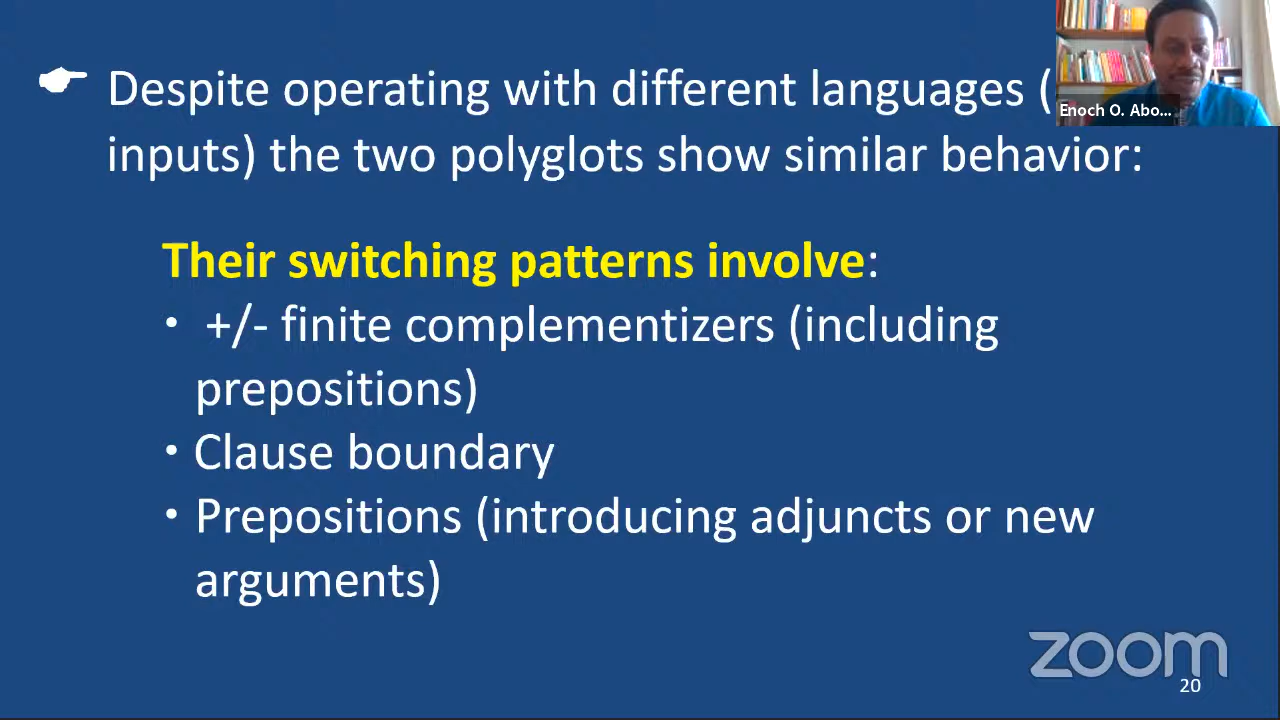 Despite operating with different languages (
inputs) the two polyglots show similar behavior:
Enoch O. Abo...
Their switching patterns involve:
• +/- finite complementizers (including
prepositions)
• Clause boundary
• Prepositions (introducing adjuncts or new
arguments)
zoom
20